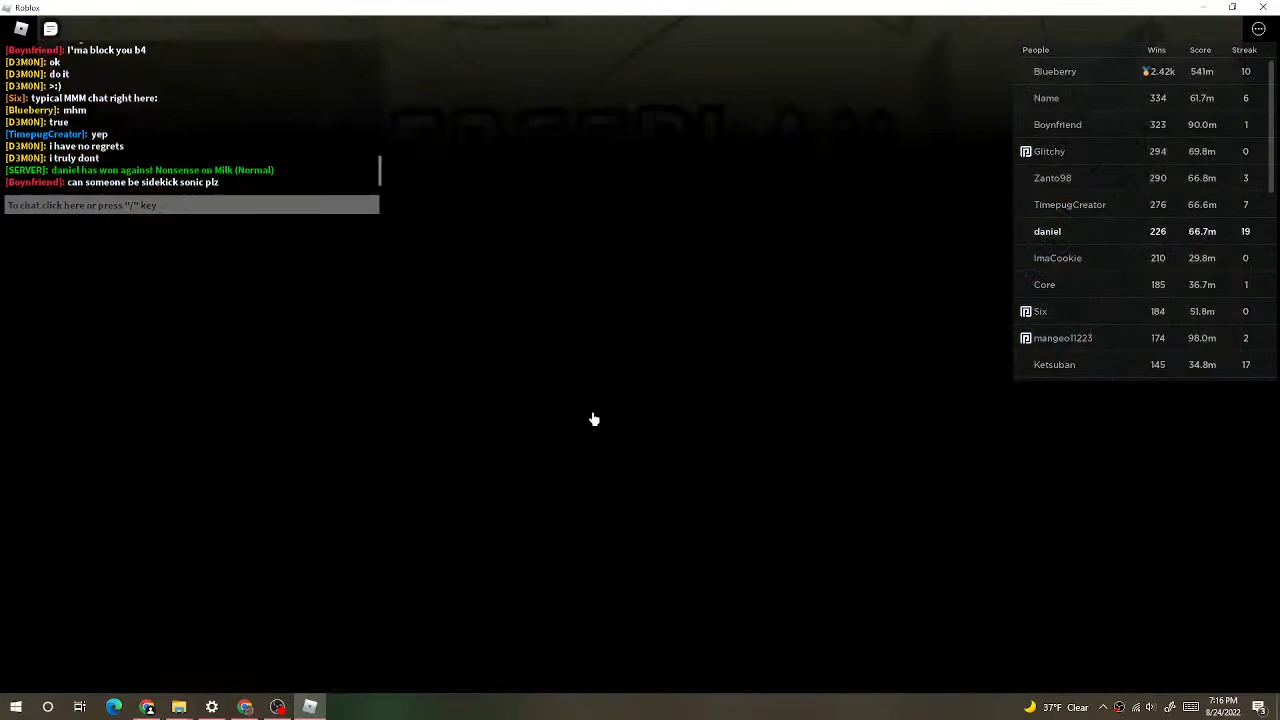 Roblox
[Boynfriend]: I'ma block you b4
[D3M0N]: ok
[D3M0N]: do it
[D3M0N]: >:)
[Six]: typical MMM chat right here:
[Blueberry]: mhm
[D3M0N]: true
[TimepugCreator]: yep
[D3M0N]: i have no regrets
[D3M0N]: i truly dont
[SERVER]: daniel has won against Nonsense on Milk (Normal)
[Boynfriend]: can someone be sidekick sonic plz
To chat click here or press "/" key
People Wins Score Streak
Blueberry 2.42k 541m 10
Name 334 61.7m 6
Boynfriend 323 90.0m 1
Glitchy 294 69.8m 0
Zanto98 290 66.8m 3
TimepugCreator 276 66.6m 7
daniel 226 66.7m 19
ImaCookie 210 29.8m 0
Core 185 36.7m 1
Six 184 51.8m 0
mangeo11223 174 98.0m 2
Ketsuban 145 34.8m 17
37°F Clear
7:16 PM
8/24/2022